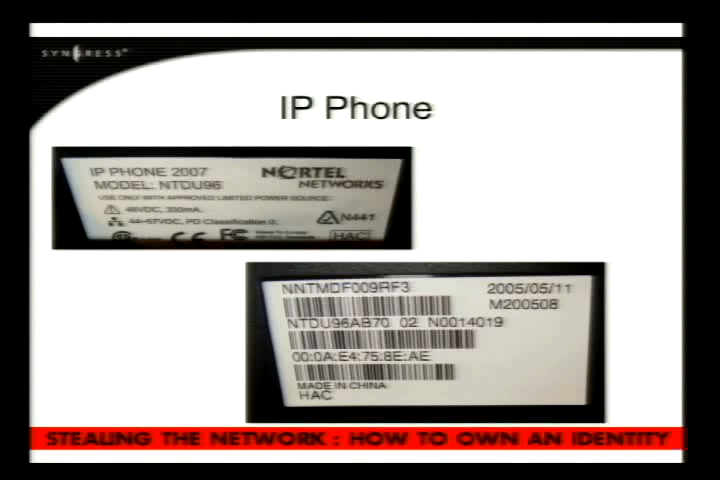 SYNGRESS
IP Phone
IP PHONE 2007
NORTEL
MODEL: NTDU96
NETWORKS
USE ONLY WITH APPROVED LIMITED POWER SOURCE:
48VDC, 300mA.
44-57VDC, PD Classification
N441
CE FC
HAC
NNTMDF009RF3
2005/05/11
M200508
NTDU96AB70 02 N0014019
00:0A:E4:75:8E:AE
MADE IN CHINA
HAC
STEALING THE NETWORK : HOW TO OWN AN IDENTITY